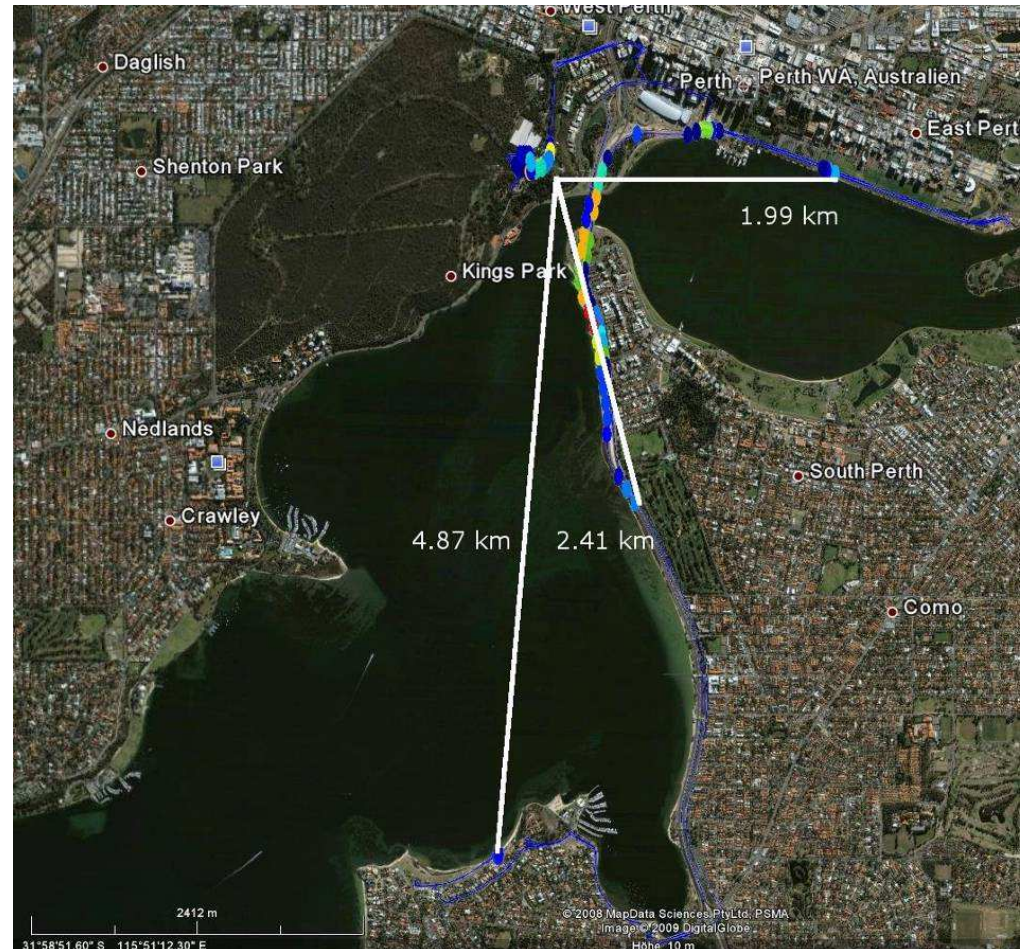 West Perth
Daglish
Perth
Perth WA, Australien
East Pert
Shenton Park
1.99 km
Kings Park
Nedlands
South Perth
Crawley
4.87 km
2.41 km
Como
2412 m
© 2008 MapData Sciences PtyLtd, PSMA
Image © 2009 DigitalGlobe
31°58'51.60" S 115°51'12.30" E
Höhe 10 m